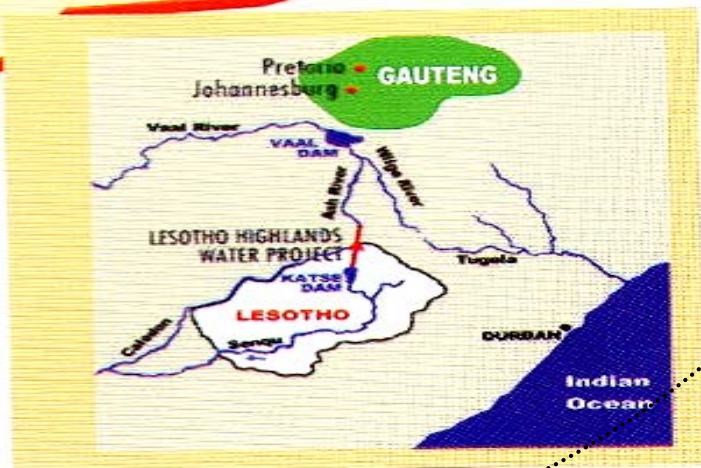 Pretoria
Johannesburg
GAUTENG
Vaal River
VAAL
DAM
Wilge River
Ash River
LESOTHO HIGHLANDS
WATER PROJECT
Tugela
KATSE
DAM
LESOTHO
Caledon
Senqu
DURBAN
Indian
Ocean